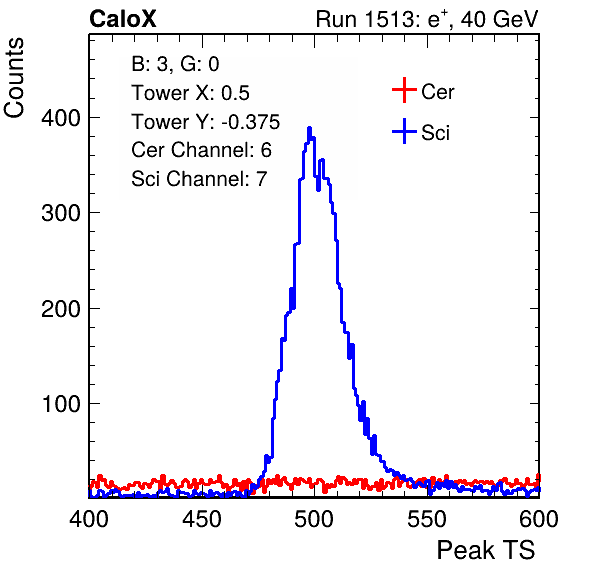 CaloX
Run 1513: e+, 40 GeV
Counts
B: 3, G: 0
Tower X: 0.5
Tower Y: -0.375
Cer Channel: 6
Sci Channel: 7
Cer
Sci
400
300
200
100
400
450
500
550
600
Peak TS